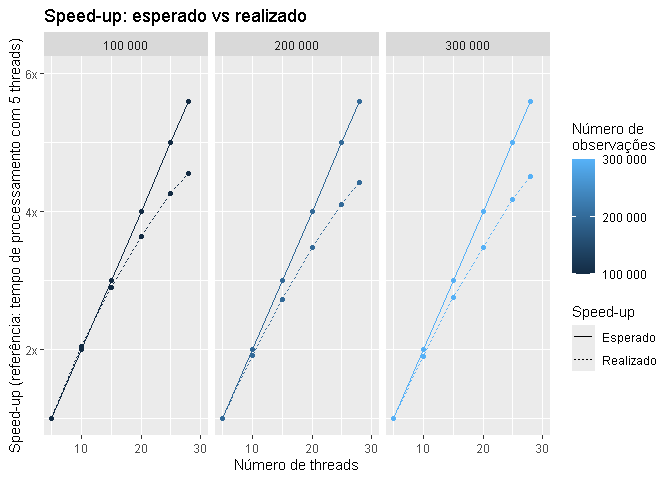 Speed-up: esperado vs realizado
100 000
200 000
300 000
Speed-up (referência: tempo de processamento com 5 threads)
6x
4x
2x
10
20
30
10
20
30
10
20
30
Número de threads
Número de
observações
300 000
200 000
100 000
Speed-up
Esperado
Realizado